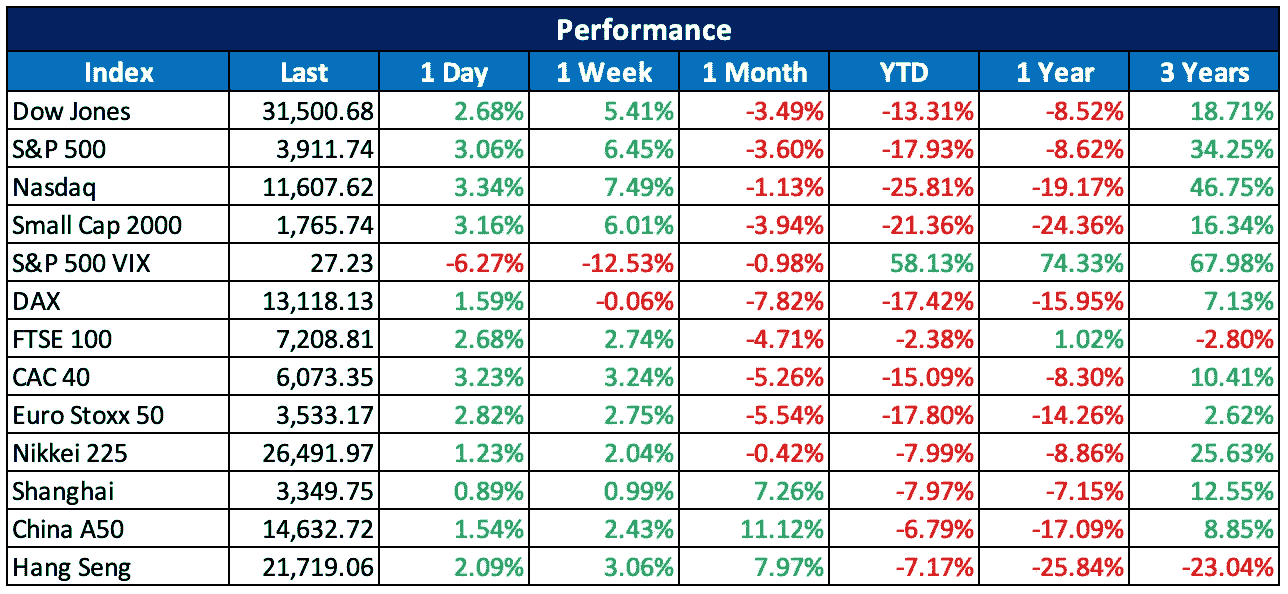 Performance
Index Last 1 Day 1 Week 1 Month YTD 1 Year 3 Years
Dow Jones 31,500.68 2.68% 5.41% -3.49% -13.31% -8.52% 18.71%
S&P 500 3,911.74 3.06% 6.45% -3.60% -17.93% -8.62% 34.25%
Nasdaq 11,607.62 3.34% 7.49% -1.13% -25.81% -19.17% 46.75%
Small Cap 2000 1,765.74 3.16% 6.01% -3.94% -21.36% -24.36% 16.34%
S&P 500 VIX 27.23 -6.27% -12.53% -0.98% 58.13% 74.33% 67.98%
DAX 13,118.13 1.59% -0.06% -7.82% -17.42% -15.95% 7.13%
FTSE 100 7,208.81 2.68% 2.74% -4.71% -2.38% 1.02% -2.80%
CAC 40 6,073.35 3.23% 3.24% -5.26% -15.09% -8.30% 10.41%
Euro Stoxx 50 3,533.17 2.82% 2.75% -5.54% -17.80% -14.26% 2.62%
Nikkei 225 26,491.97 1.23% 2.04% -0.42% -7.99% -8.86% 25.63%
Shanghai 3,349.75 0.89% 0.99% 7.26% -7.97% -7.15% 12.55%
China A50 14,632.72 1.54% 2.43% 11.12% -6.79% -17.09% 8.85%
Hang Seng 21,719.06 2.09% 3.06% 7.97% -7.17% -25.84% -23.04%